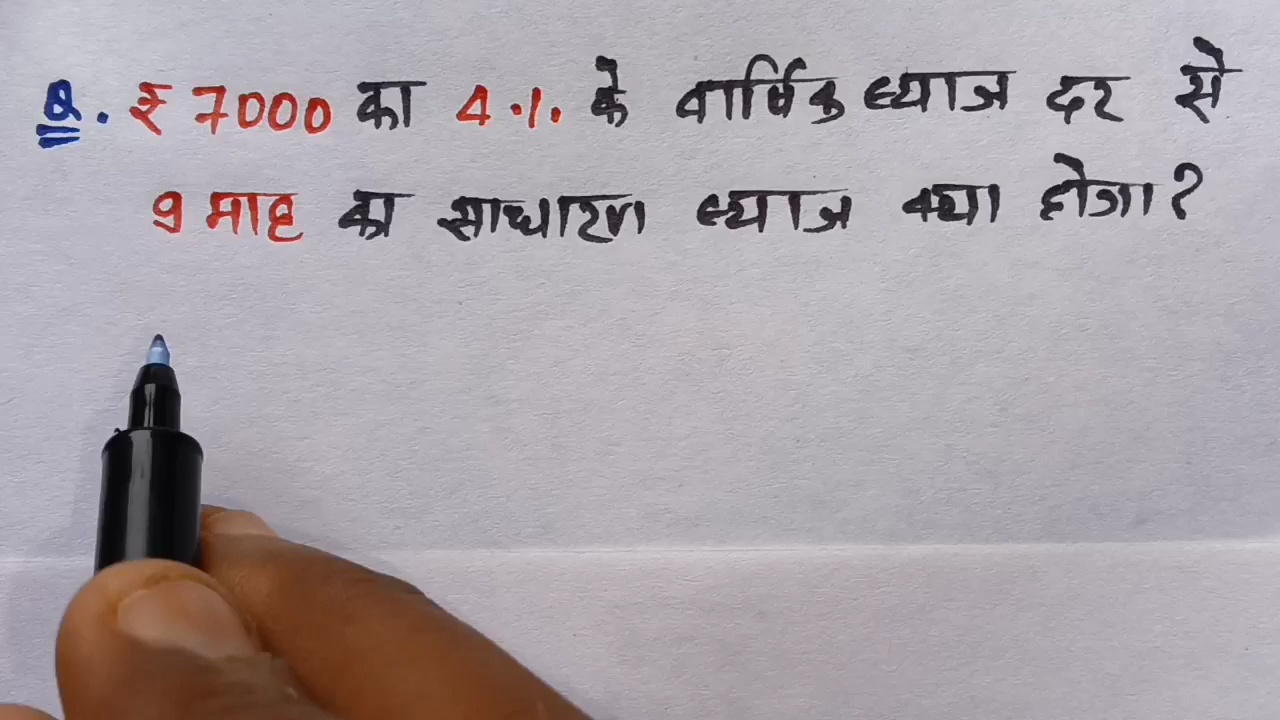 Q. ₹ 7000 का 4%. के वार्षिक ब्याज दर से
9 माह का साधारण ब्याज क्या होगा?